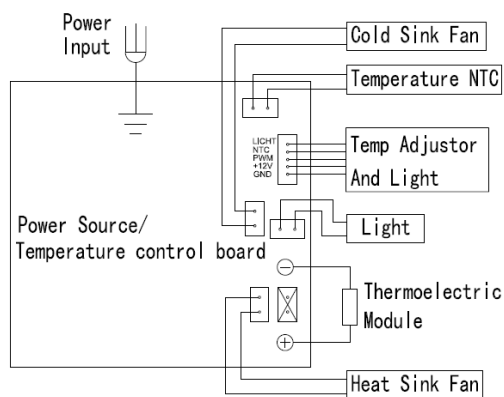 Power
Input
Cold Sink Fan
Temperature NTC
LIGHT
NTC
PWM
+12V
GND
Temp Adjustor
And Light
Power Source/
Temperature control board
Light
Thermoelectric
Module
Heat Sink Fan